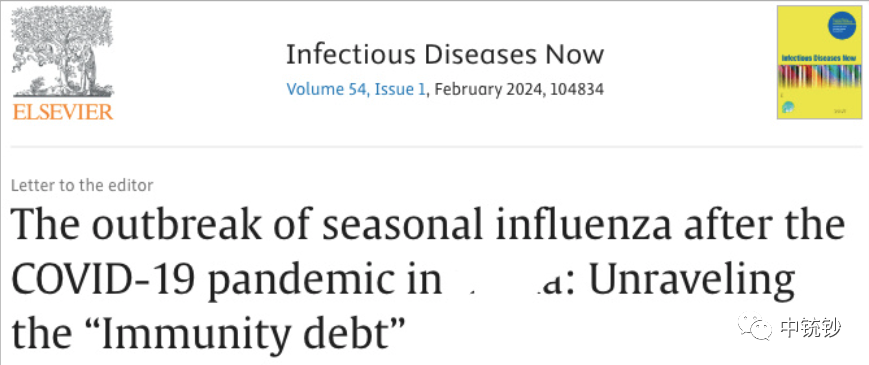 ELSEVIER
Infectious Diseases Now
Volume 54, Issue 1, February 2024, 104834
Infectious Diseases Now
Letter to the editor
The outbreak of seasonal influenza after the
COVID-19 pandemic in : Unraveling
the “Immunity debt”
中铳钞